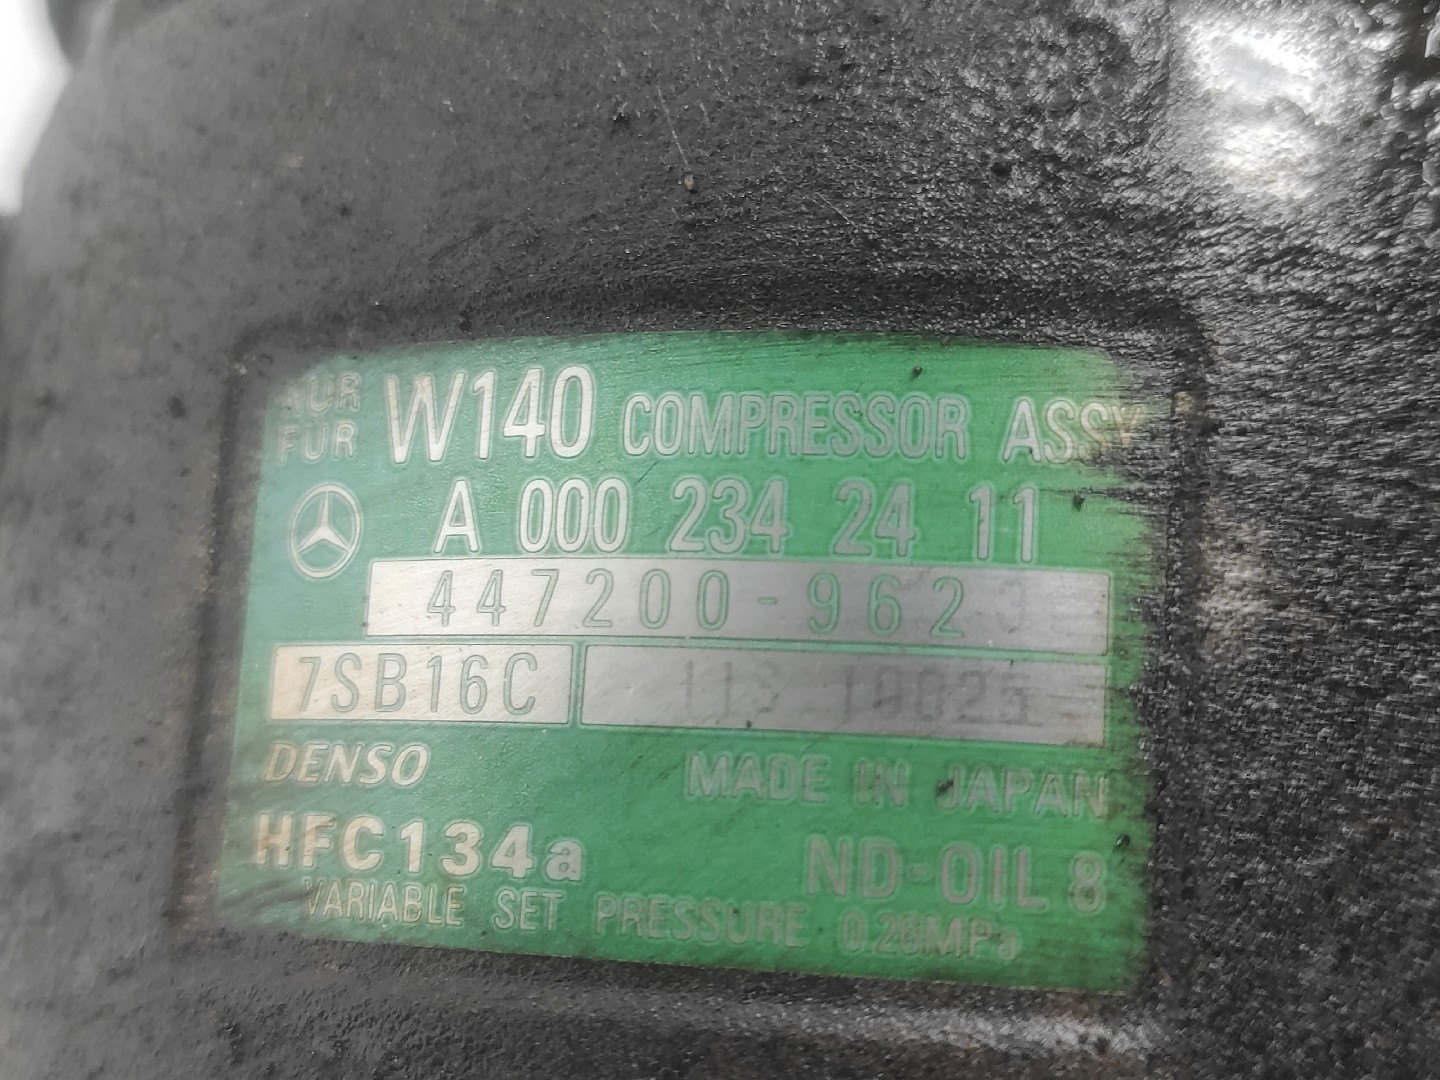 NUR FUR W140 COMPRESSOR ASSY
A 000 234 24 11
447200-962
7SB16C
DENSO MADE IN JAPAN
HFC134a ND-OIL 8
VARIABLE SET PRESSURE